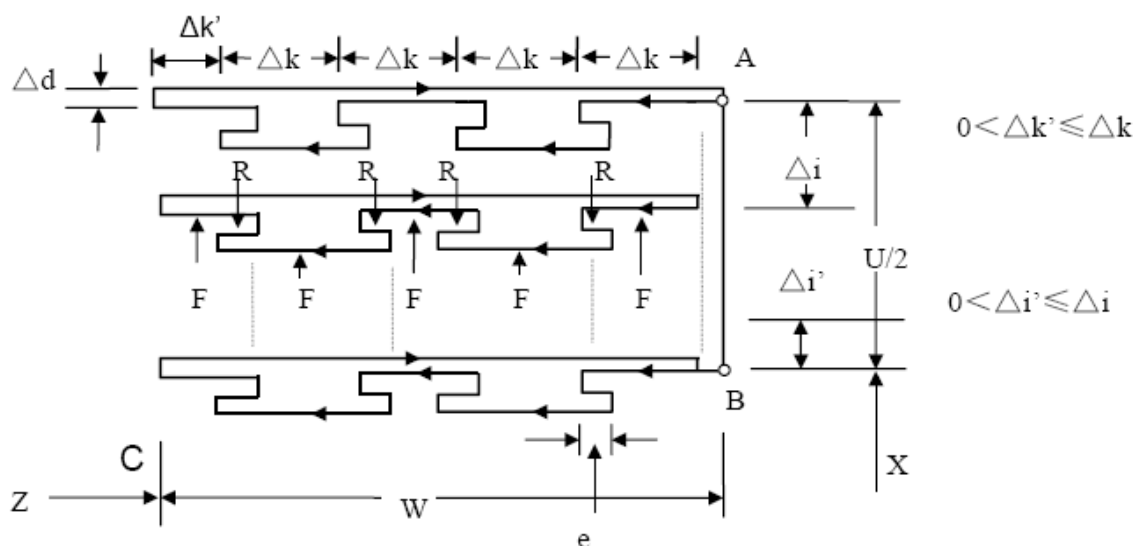 Δk’
△k △k △k △k
A
△d
0＜△k’≤△k
R R R R
△i
U/2
△i’
F F F F F
0＜△i’≤△i
B
C
X
Z
W
e